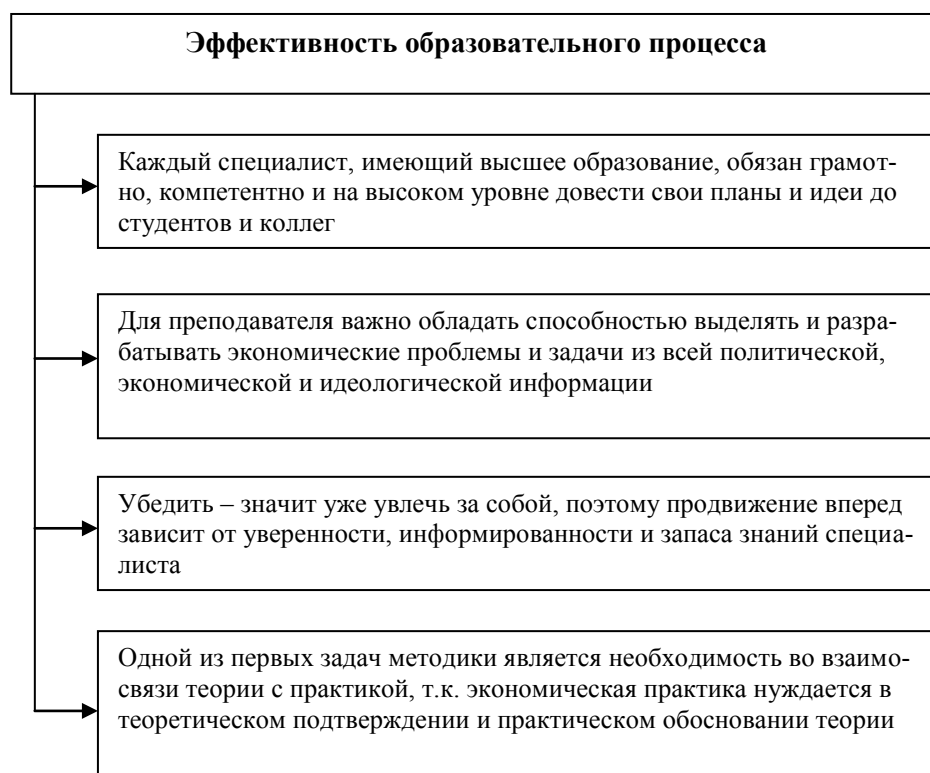 Эффективность образовательного процесса
Каждый специалист, имеющий высшее образование, обязан грамот-
но, компетентно и на высоком уровне довести свои планы и идеи до
студентов и коллег
Для преподавателя важно обладать способностью выделять и разра-
батывать экономические проблемы и задачи из всей политической,
экономической и идеологической информации
Убедить – значит уже увлечь за собой, поэтому продвижение вперед
зависит от уверенности, информированности и запаса знаний специа-
листа
Одной из первых задач методики является необходимость во взаимо-
связи теории с практикой, т.к. экономическая практика нуждается в
теоретическом подтверждении и практическом обосновании теории